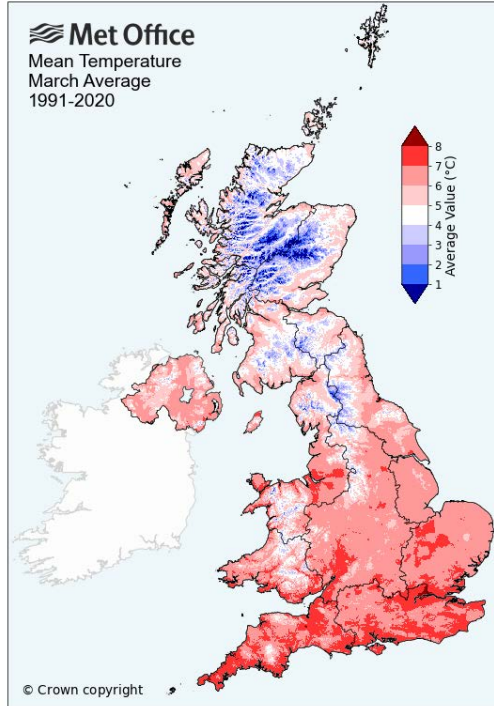 Met Office
Mean Temperature
March Average
1991-2020
8
7
6
5
4
3
2
1
Average Value (°C)
© Crown copyright